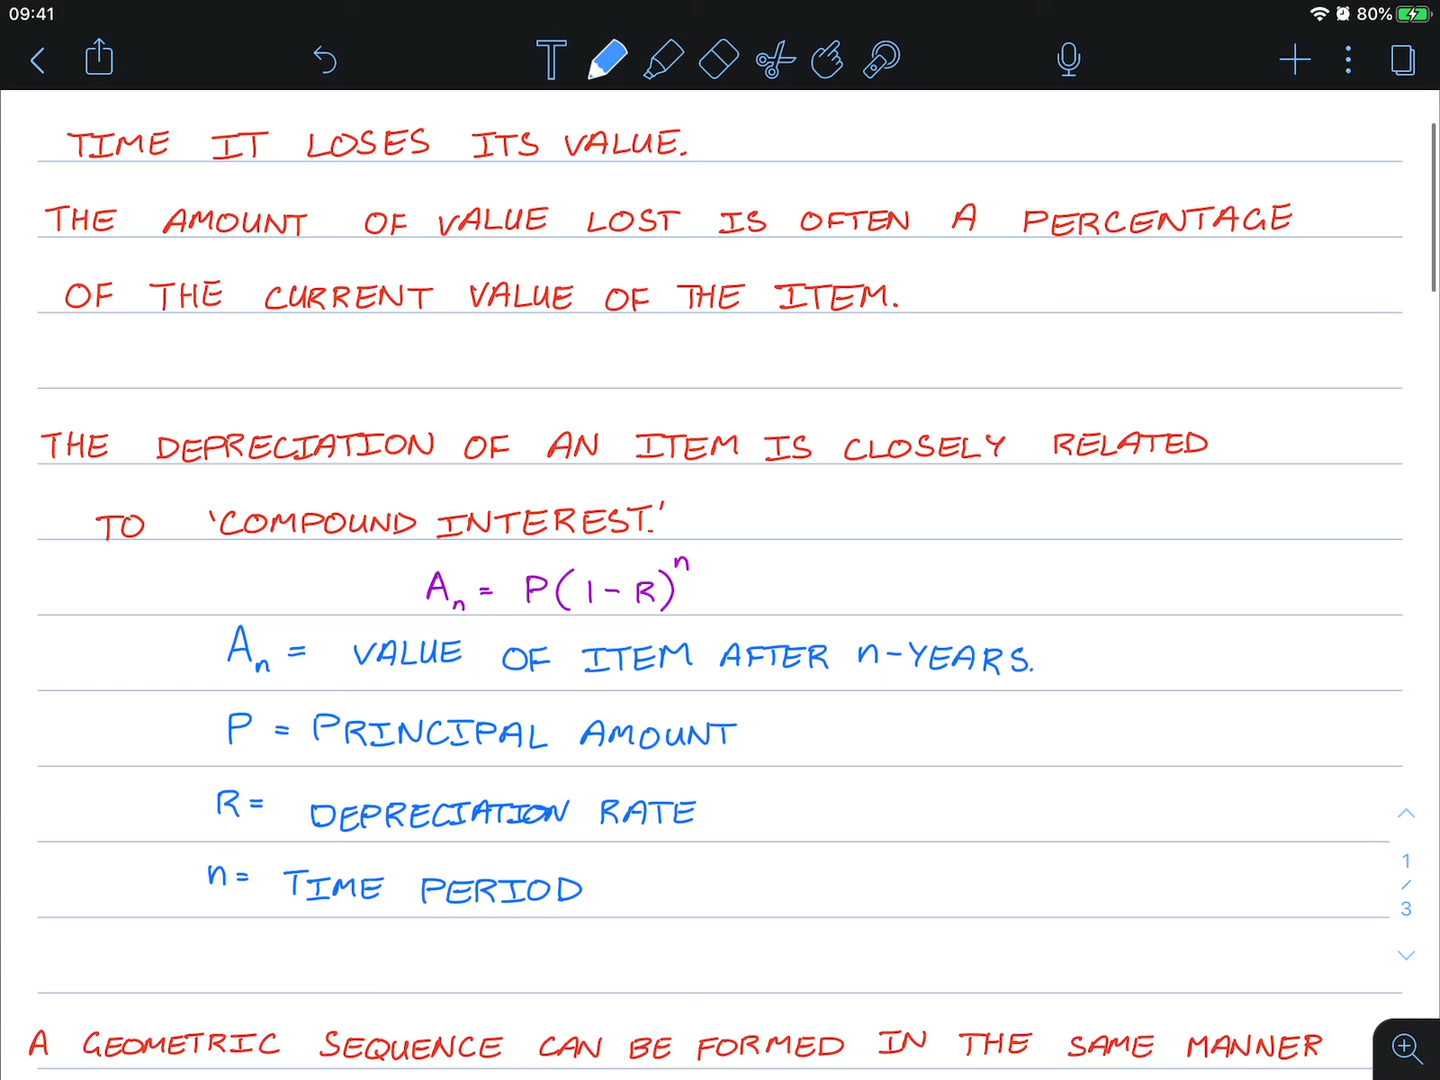 09:41
80%
TIME IT LOSES ITS VALUE.
THE AMOUNT OF VALUE LOST IS OFTEN A PERCENTAGE
OF THE CURRENT VALUE OF THE ITEM.
THE DEPRECIATION OF AN ITEM IS CLOSELY RELATED
TO 'COMPOUND INTEREST.'
Aₙ = P(1-R)ⁿ
Aₙ = VALUE OF ITEM AFTER n-YEARS.
P = PRINCIPAL AMOUNT
R= DEPRECIATION RATE
n= TIME PERIOD
1
/
3
A GEOMETRIC SEQUENCE CAN BE FORMED IN THE SAME MANNER